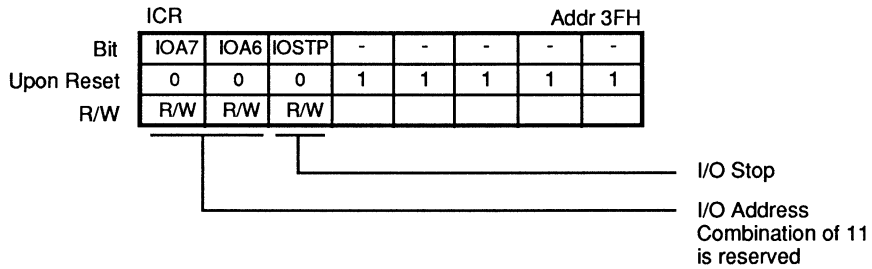 ICR Addr 3FH
Bit IOA7 IOA6 IOSTP - - - - -
Upon Reset 0 0 0 1 1 1 1 1
R/W R/W R/W R/W
I/O Stop
I/O Address
Combination of 11
is reserved